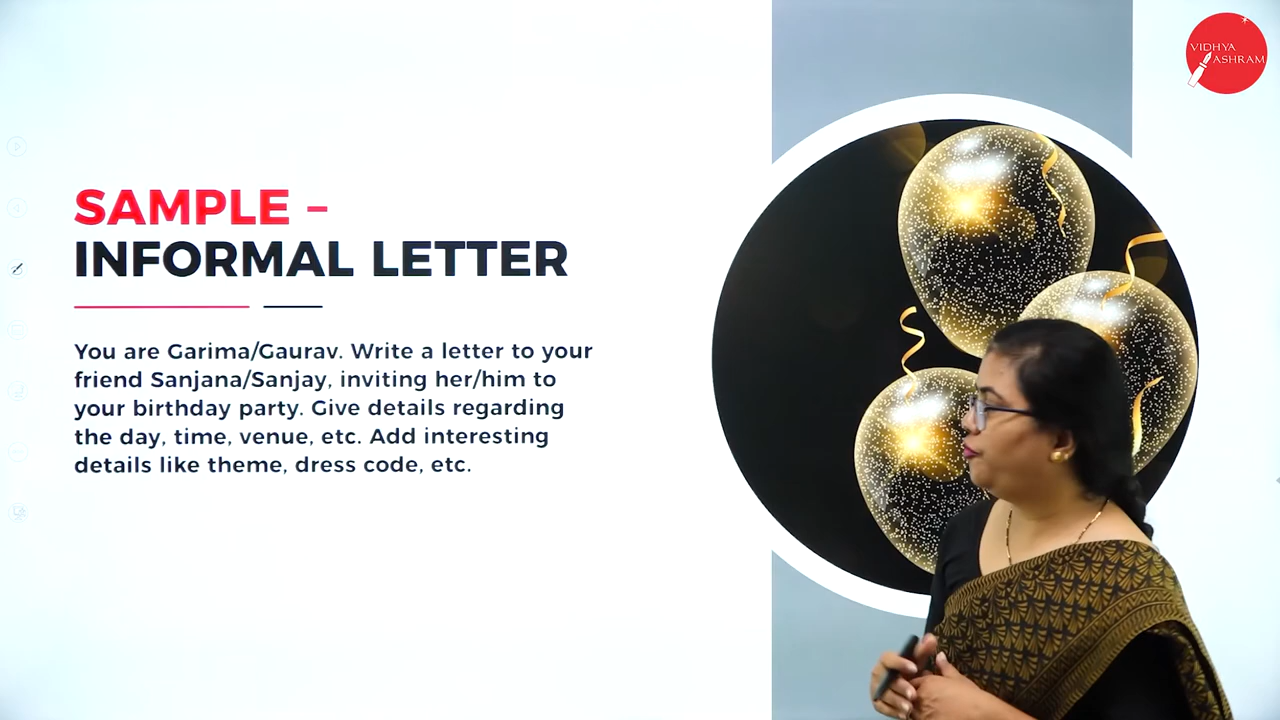 VIDHYA
ASHRAM
SAMPLE –
INFORMAL LETTER
You are Garima/Gaurav. Write a letter to your
friend Sanjana/Sanjay, inviting her/him to
your birthday party. Give details regarding
the day, time, venue, etc. Add interesting
details like theme, dress code, etc.